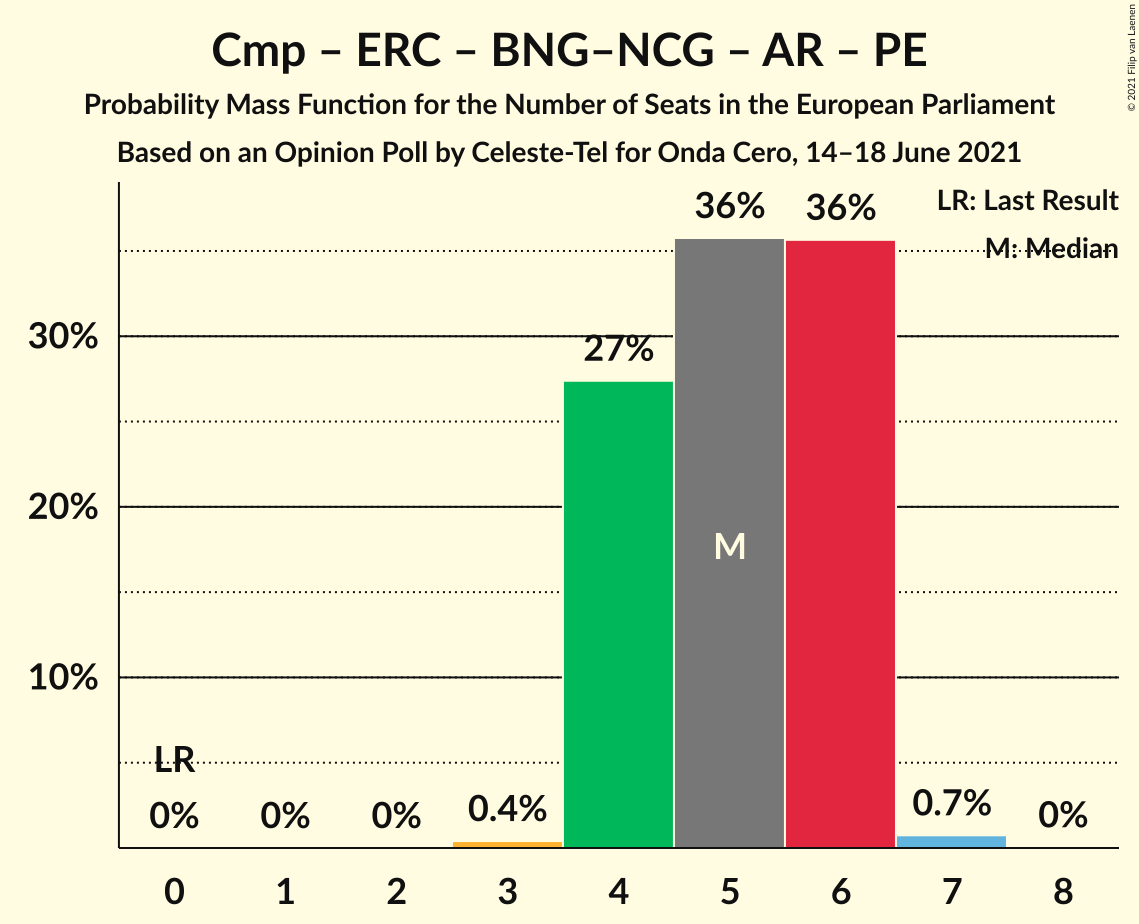 Cmp – ERC – BNG–NCG – AR – PE
Probability Mass Function for the Number of Seats in the European Parliament
Based on an Opinion Poll by Celeste-Tel for Onda Cero, 14–18 June 2021
© 2021 Filip van Laenen
LR: Last Result
M: Median
36%
36%
30%
27%
20%
M
10%
LR
0%
0%
0%
0.4%
0.7%
0%
0
1
2
3
4
5
6
7
8